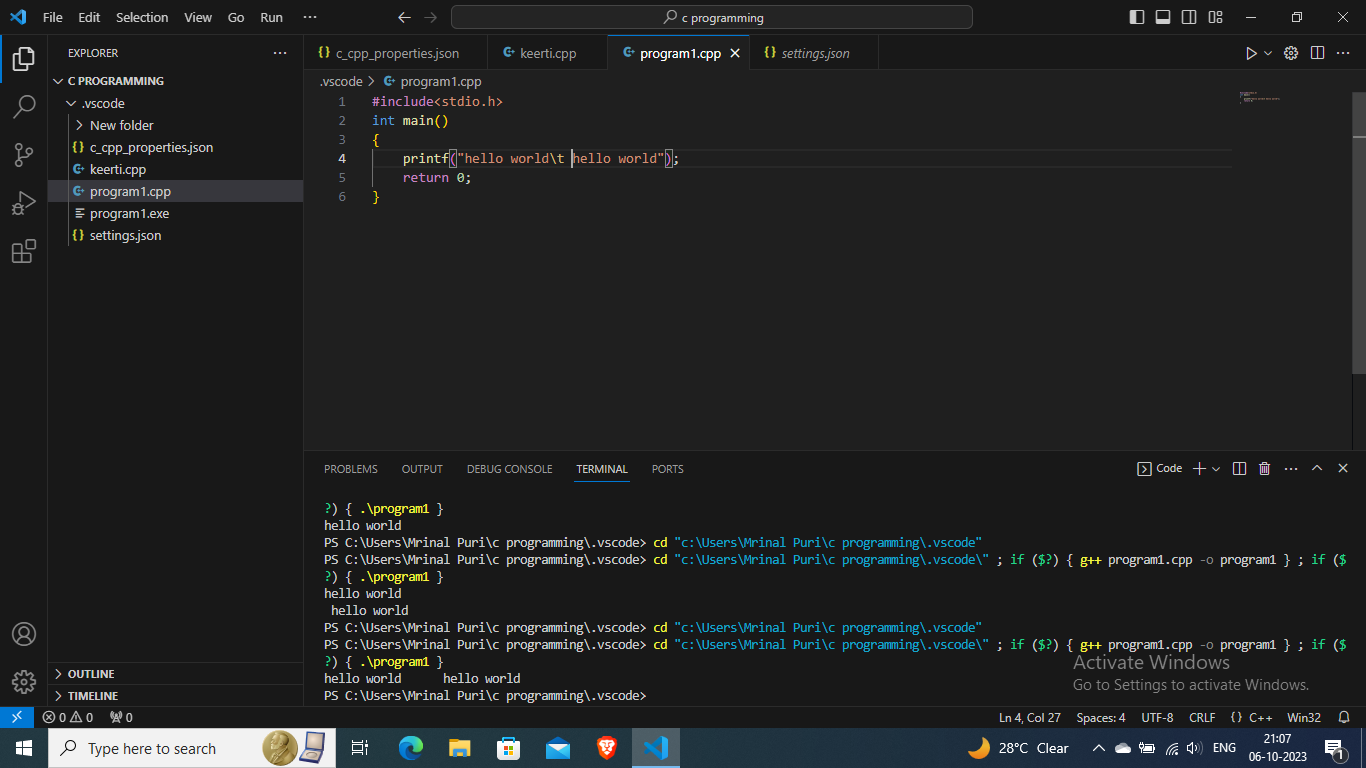 File Edit Selection View Go Run ··· c programming
EXPLORER ···
C PROGRAMMING
.vscode
New folder
c_cpp_properties.json
keerti.cpp
program1.cpp
program1.exe
settings.json
OUTLINE
TIMELINE
c_cpp_properties.json keerti.cpp program1.cpp settings.json
.vscode > program1.cpp
1 #include<stdio.h>
2 int main()
3 {
4 printf("hello world\t hello world");
5 return 0;
6 }
PROBLEMS OUTPUT DEBUG CONSOLE TERMINAL PORTS Code
?) { .\program1 }
hello world
PS C:\Users\Mrinal Puri\c programming\.vscode> cd "c:\Users\Mrinal Puri\c programming\.vscode"
PS C:\Users\Mrinal Puri\c programming\.vscode> cd "c:\Users\Mrinal Puri\c programming\.vscode\" ; if ($?) { g++ program1.cpp -o program1 } ; if ($
?) { .\program1 }
hello world
 hello world
PS C:\Users\Mrinal Puri\c programming\.vscode> cd "c:\Users\Mrinal Puri\c programming\.vscode"
PS C:\Users\Mrinal Puri\c programming\.vscode> cd "c:\Users\Mrinal Puri\c programming\.vscode\" ; if ($?) { g++ program1.cpp -o program1 } ; if ($
?) { .\program1 }
hello world      hello world
PS C:\Users\Mrinal Puri\c programming\.vscode>
Activate Windows
Go to Settings to activate Windows.
0 0 0 Ln 4, Col 27 Spaces: 4 UTF-8 CRLF {} C++ Win32
Type here to search 28°C Clear ENG 21:07
06-10-2023 1